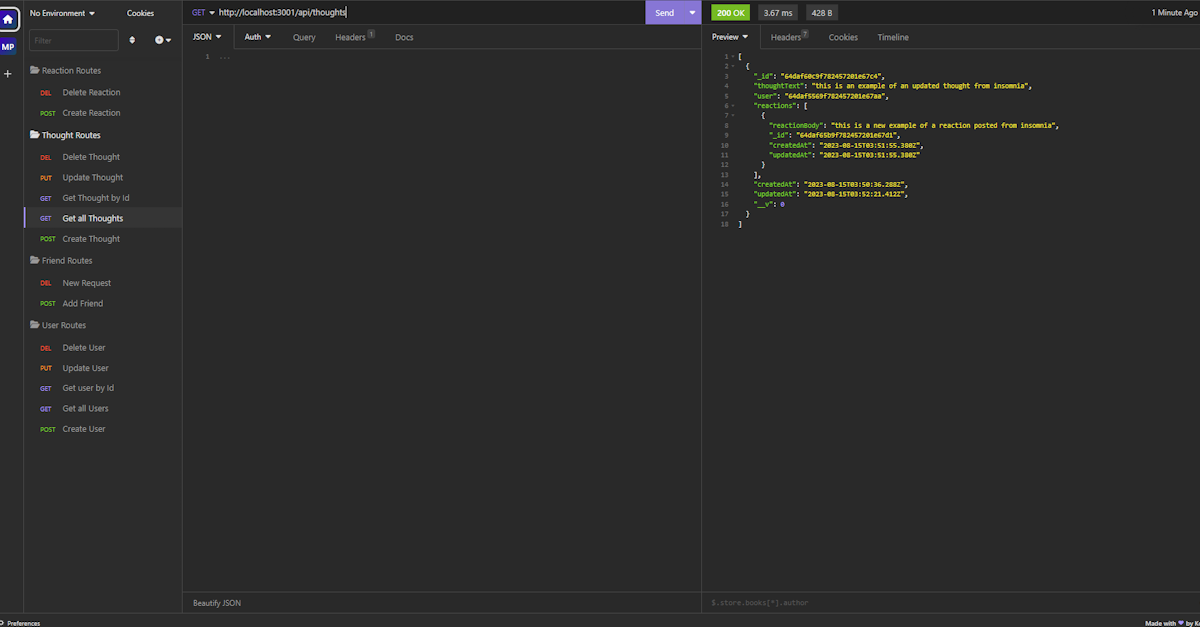 No Environment
Cookies
Filter
MP
Reaction Routes
DEL Delete Reaction
POST Create Reaction
Thought Routes
DEL Delete Thought
PUT Update Thought
GET Get Thought by Id
GET Get all Thoughts
POST Create Thought
Friend Routes
DEL New Request
POST Add Friend
User Routes
DEL Delete User
PUT Update User
GET Get user by Id
GET Get all Users
POST Create User
GET http://localhost:3001/api/thoughts
Send
JSON Auth Query Headers 1 Docs
1 ...
Beautify JSON
200 OK 3.67 ms 428 B 1 Minute Ago
Preview Headers 7 Cookies Timeline
1 [
2 {
3 "_id": "64daf60c9f782457201e67c4",
4 "thoughtText": "this is an example of an updated thought from insomnia",
5 "user": "64daf5569f782457201e67aa",
6 "reactions": [
7 {
8 "reactionBody": "this is a new example of a reaction posted from insomnia",
9 "_id": "64daf65b9f782457201e67d1",
10 "createdAt": "2023-08-15T03:51:55.380Z",
11 "updatedAt": "2023-08-15T03:51:55.380Z"
12 }
13 ],
14 "createdAt": "2023-08-15T03:50:36.288Z",
15 "updatedAt": "2023-08-15T03:52:21.412Z",
16 "__v": 0
17 }
18 ]
$.store.books[*].author
Preferences
Made with by